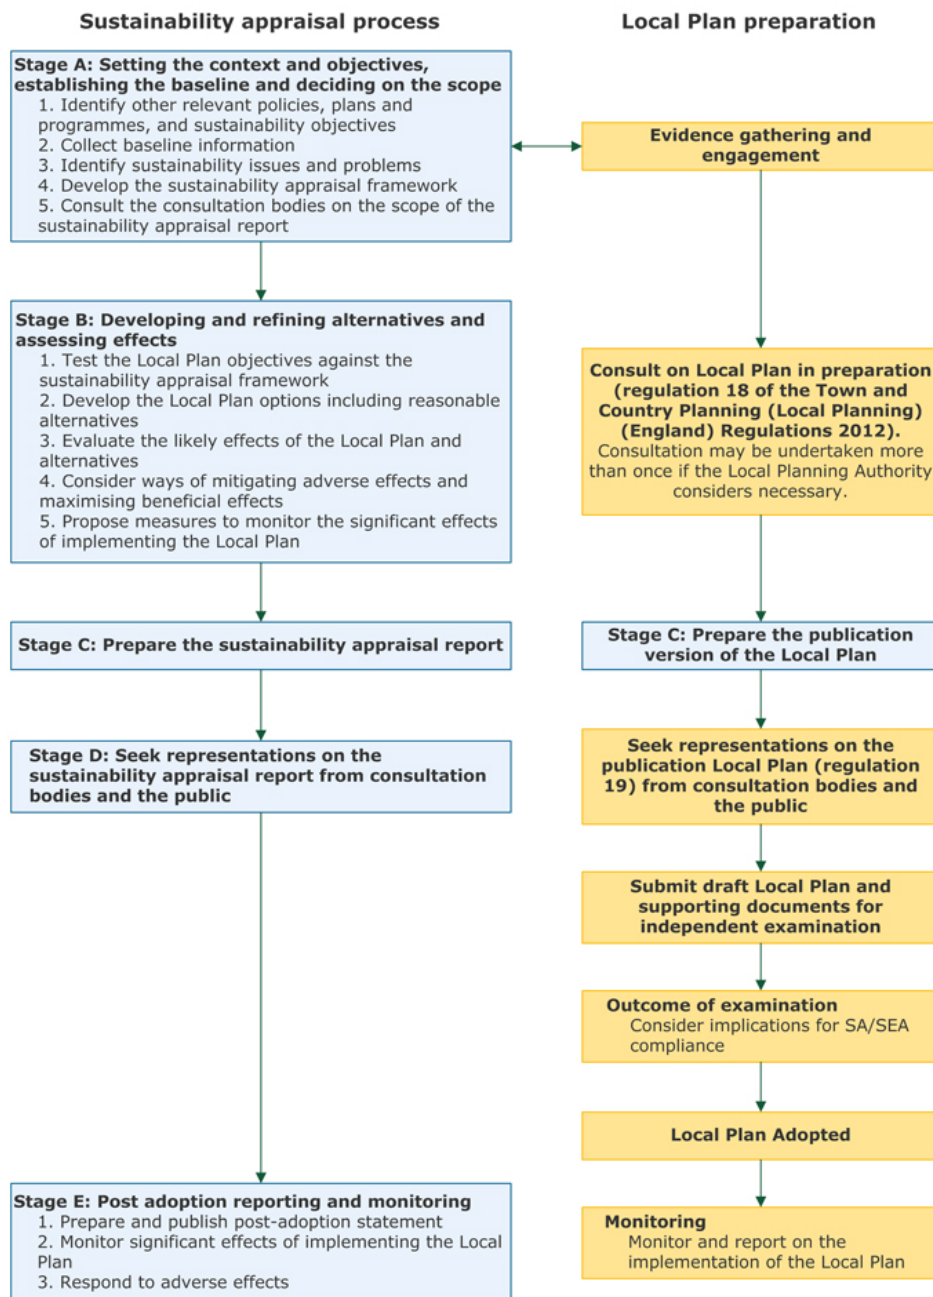 Sustainability appraisal process
Local Plan preparation
Stage A: Setting the context and objectives,
establishing the baseline and deciding on the scope
1. Identify other relevant policies, plans and
programmes, and sustainability objectives
2. Collect baseline information
3. Identify sustainability issues and problems
4. Develop the sustainability appraisal framework
5. Consult the consultation bodies on the scope of the
sustainability appraisal report
Evidence gathering and
engagement
Stage B: Developing and refining alternatives and
assessing effects
1. Test the Local Plan objectives against the
sustainability appraisal framework
2. Develop the Local Plan options including reasonable
alternatives
3. Evaluate the likely effects of the Local Plan and
alternatives
4. Consider ways of mitigating adverse effects and
maximising beneficial effects
5. Propose measures to monitor the significant effects
of implementing the Local Plan
Consult on Local Plan in preparation
(regulation 18 of the Town and
Country Planning (Local Planning)
(England) Regulations 2012).
Consultation may be undertaken more
than once if the Local Planning Authority
considers necessary.
Stage C: Prepare the sustainability appraisal report
Stage C: Prepare the publication
version of the Local Plan
Stage D: Seek representations on the
sustainability appraisal report from consultation
bodies and the public
Seek representations on the
publication Local Plan (regulation
19) from consultation bodies and
the public
Submit draft Local Plan and
supporting documents for
independent examination
Outcome of examination
Consider implications for SA/SEA
compliance
Local Plan Adopted
Stage E: Post adoption reporting and monitoring
1. Prepare and publish post-adoption statement
2. Monitor significant effects of implementing the Local
Plan
3. Respond to adverse effects
Monitoring
Monitor and report on the
implementation of the Local Plan